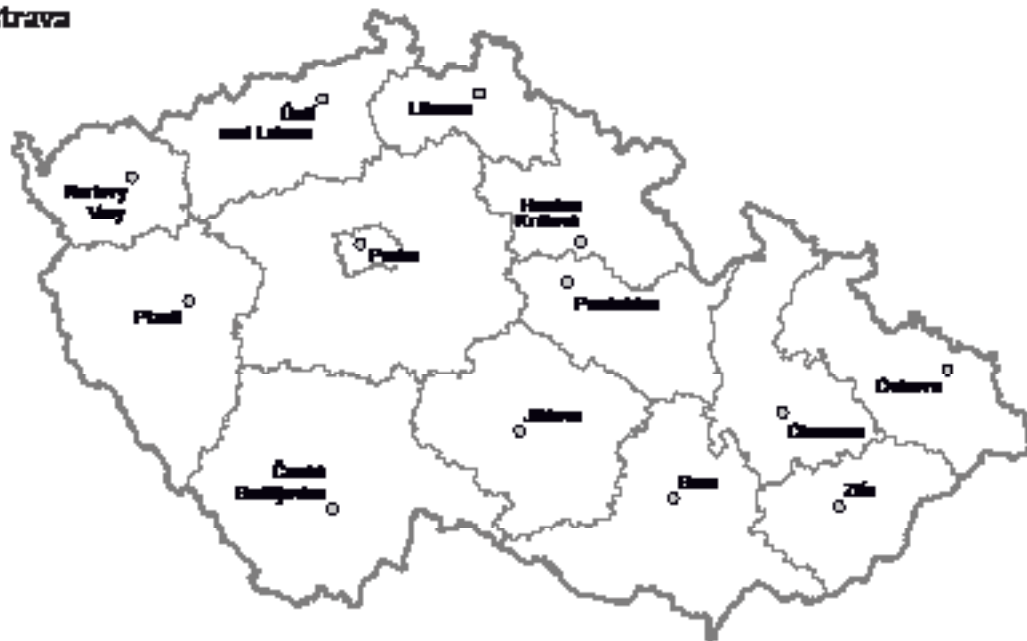 trava
Ústí
nad Labem
Liberec
Karlovy
Vary
Hradec
Králové
Praha
Pardubice
Plzeň
Ostrava
Jihlava
Olomouc
České
Budějovice
Brno
Zlín